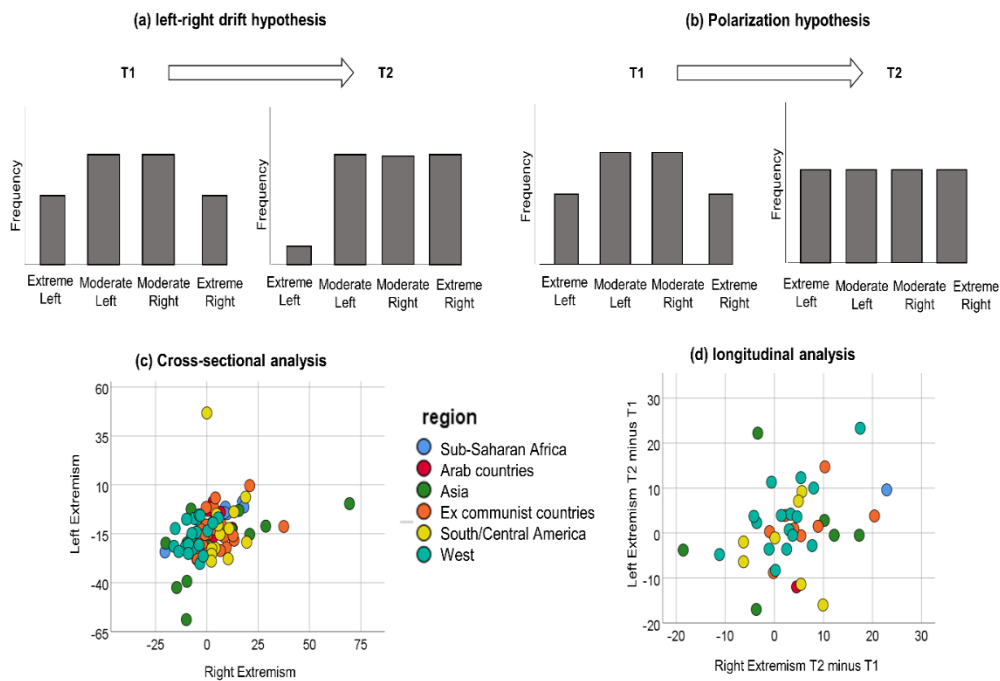 (a) left-right drift hypothesis
T1
T2
Frequency
Extreme Left
Moderate Left
Moderate Right
Extreme Right
Frequency
Extreme Left
Moderate Left
Moderate Right
Extreme Right
(b) Polarization hypothesis
T1
T2
Frequency
Extreme Left
Moderate Left
Moderate Right
Extreme Right
Frequency
Extreme Left
Moderate Left
Moderate Right
Extreme Right
(c) Cross-sectional analysis
Left Extremism
60
35
10
-15
-40
-65
-25
0
25
50
75
Right Extremism
region
Sub-Saharan Africa
Arab countries
Asia
Ex communist countries
South/Central America
West
(d) longitudinal analysis
Left Extremism T2 minus T1
30
20
10
0
-10
-20
-20
-10
0
10
20
30
Right Extremism T2 minus T1